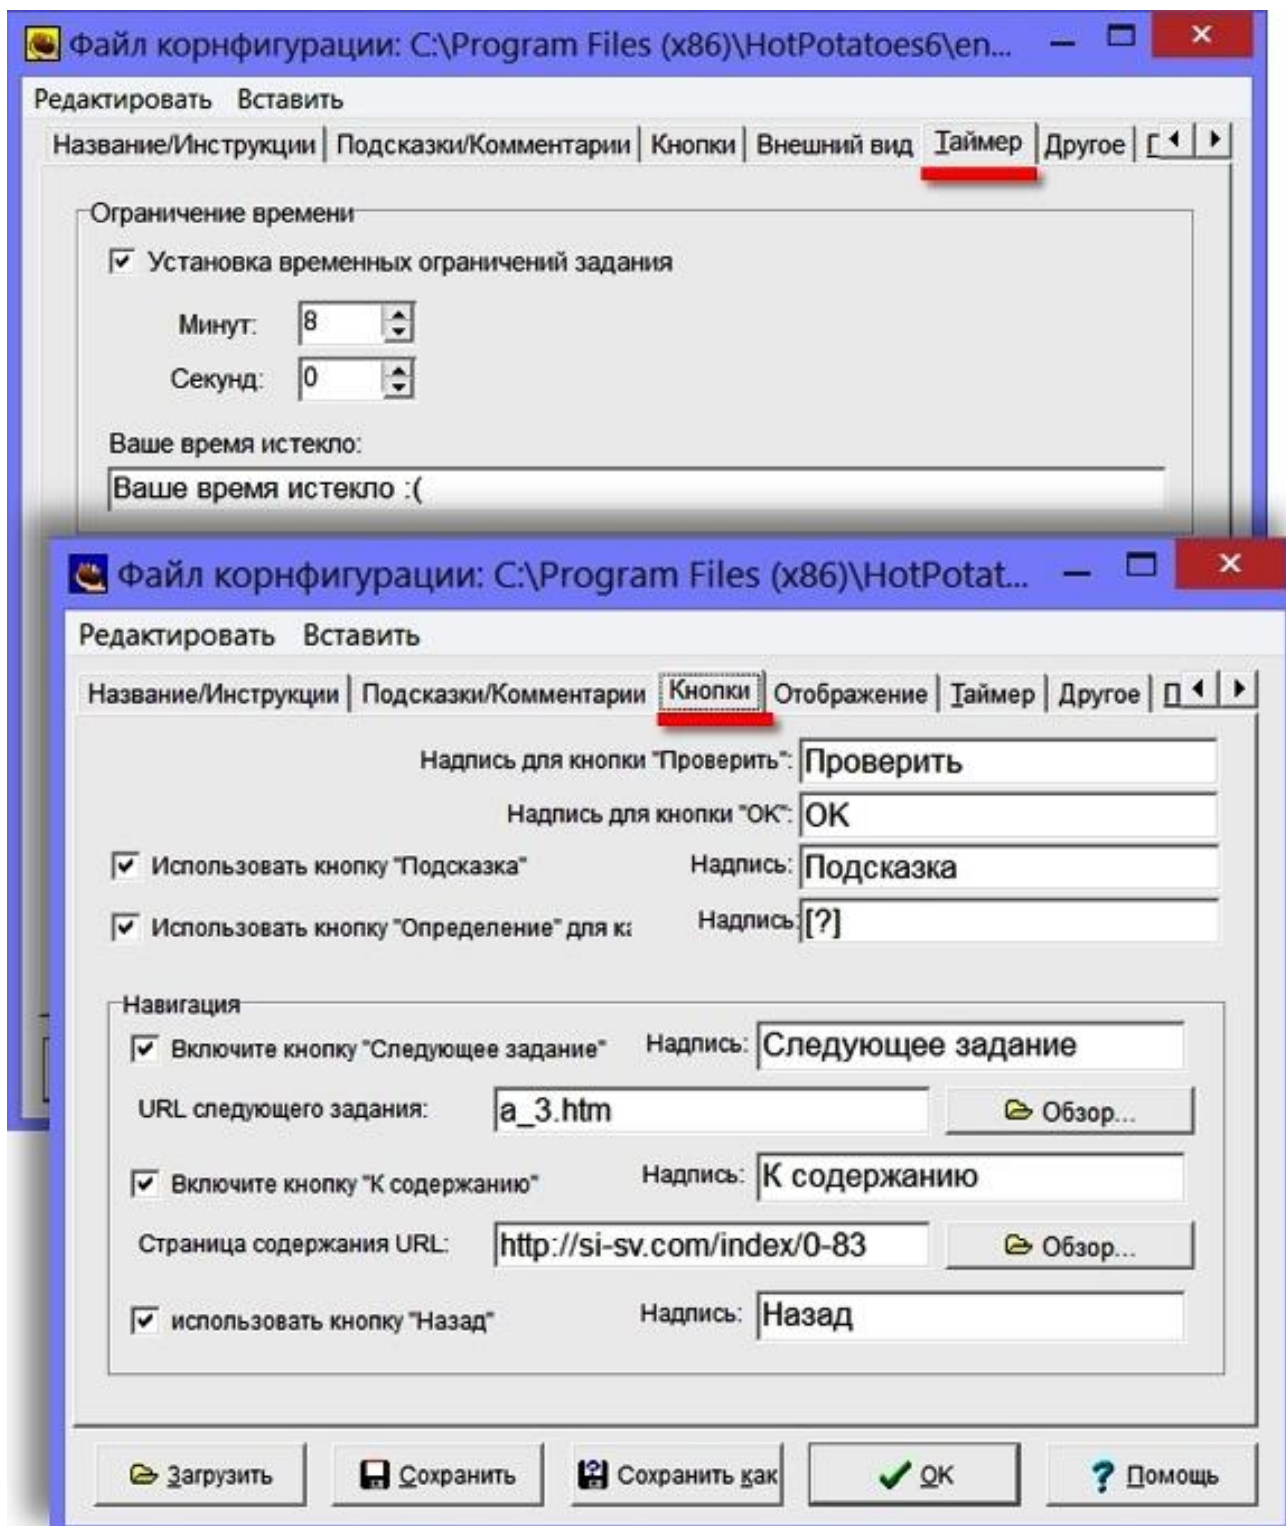 Файл корнфигурации: C:\Program Files (x86)\HotPotatoes6\en...
Редактировать Вставить
Название/Инструкции Подсказки/Комментарии Кнопки Внешний вид Таймер Другое
Ограничение времени
Установка временных ограничений задания
Минут: 8
Секунд: 0
Ваше время истекло:
Ваше время истекло :(
Файл корнфигурации: C:\Program Files (x86)\HotPotat...
Редактировать Вставить
Название/Инструкции Подсказки/Комментарии Кнопки Отображение Таймер Другое П
Надпись для кнопки "Проверить": Проверить
Надпись для кнопки "OK": OK
Использовать кнопку "Подсказка" Надпись: Подсказка
Использовать кнопку "Определение" для ка Надпись: [?]
Навигация
Включите кнопку "Следующее задание" Надпись: Следующее задание
URL следующего задания: a_3.htm Обзор...
Включите кнопку "К содержанию" Надпись: К содержанию
Страница содержания URL: http://si-sv.com/index/0-83 Обзор...
использовать кнопку "Назад" Надпись: Назад
Загрузить Сохранить Сохранить как OK Помощь